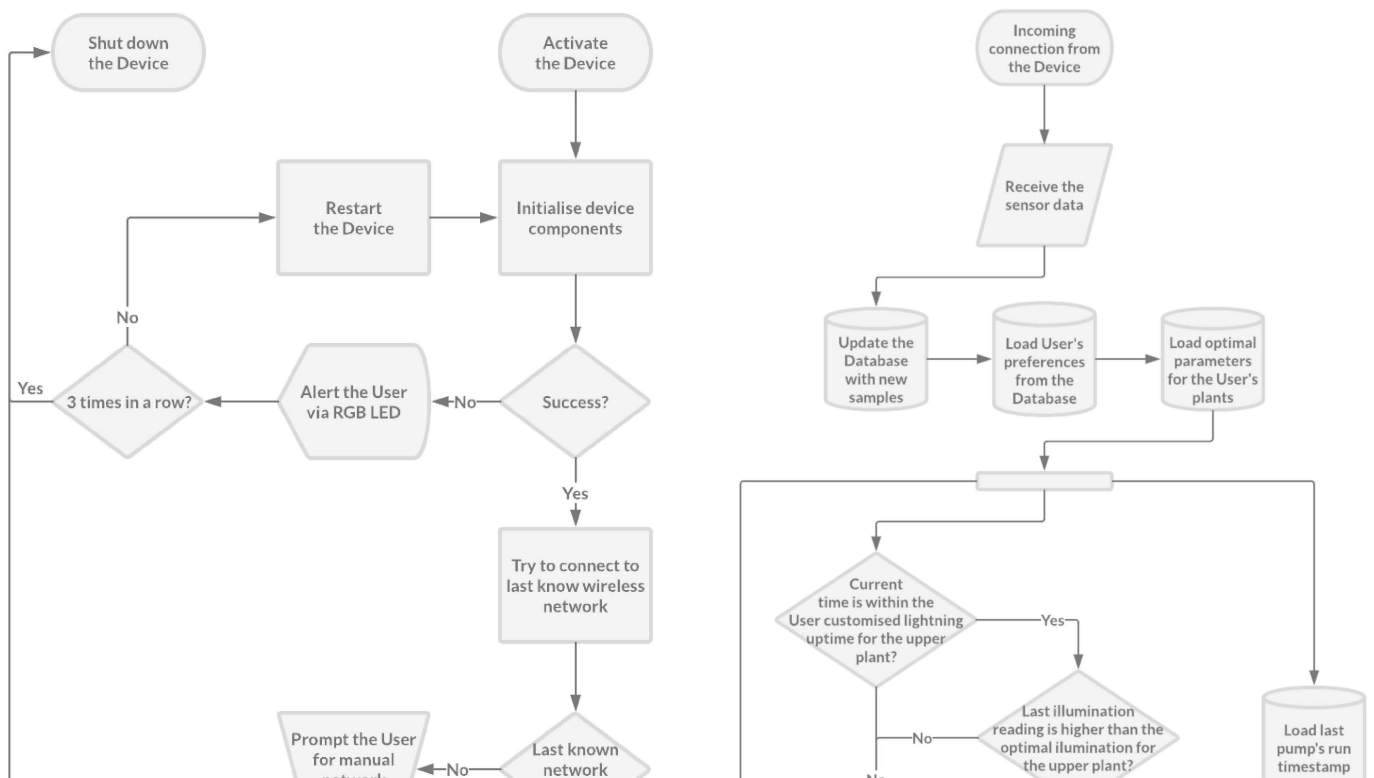 Shut down
the Device
Activate
the Device
Restart
the Device
Initialise device
components
No
Yes
3 times in a row?
Alert the User
via RGB LED
No
Success?
Yes
Try to connect to
last know wireless
network
Prompt the User
for manual
network
No
Last known
network
Incoming
connection from
the Device
Receive the
sensor data
Update the
Database
with new
samples
Load User's
preferences
from the
Database
Load optimal
parameters
for the User's
plants
Current
time is within the
User customised lightning
uptime for the upper
plant?
Yes
Last illumination
reading is higher than the
optimal ilumination for
the upper plant?
No
No
Load last
pump's run
timestamp